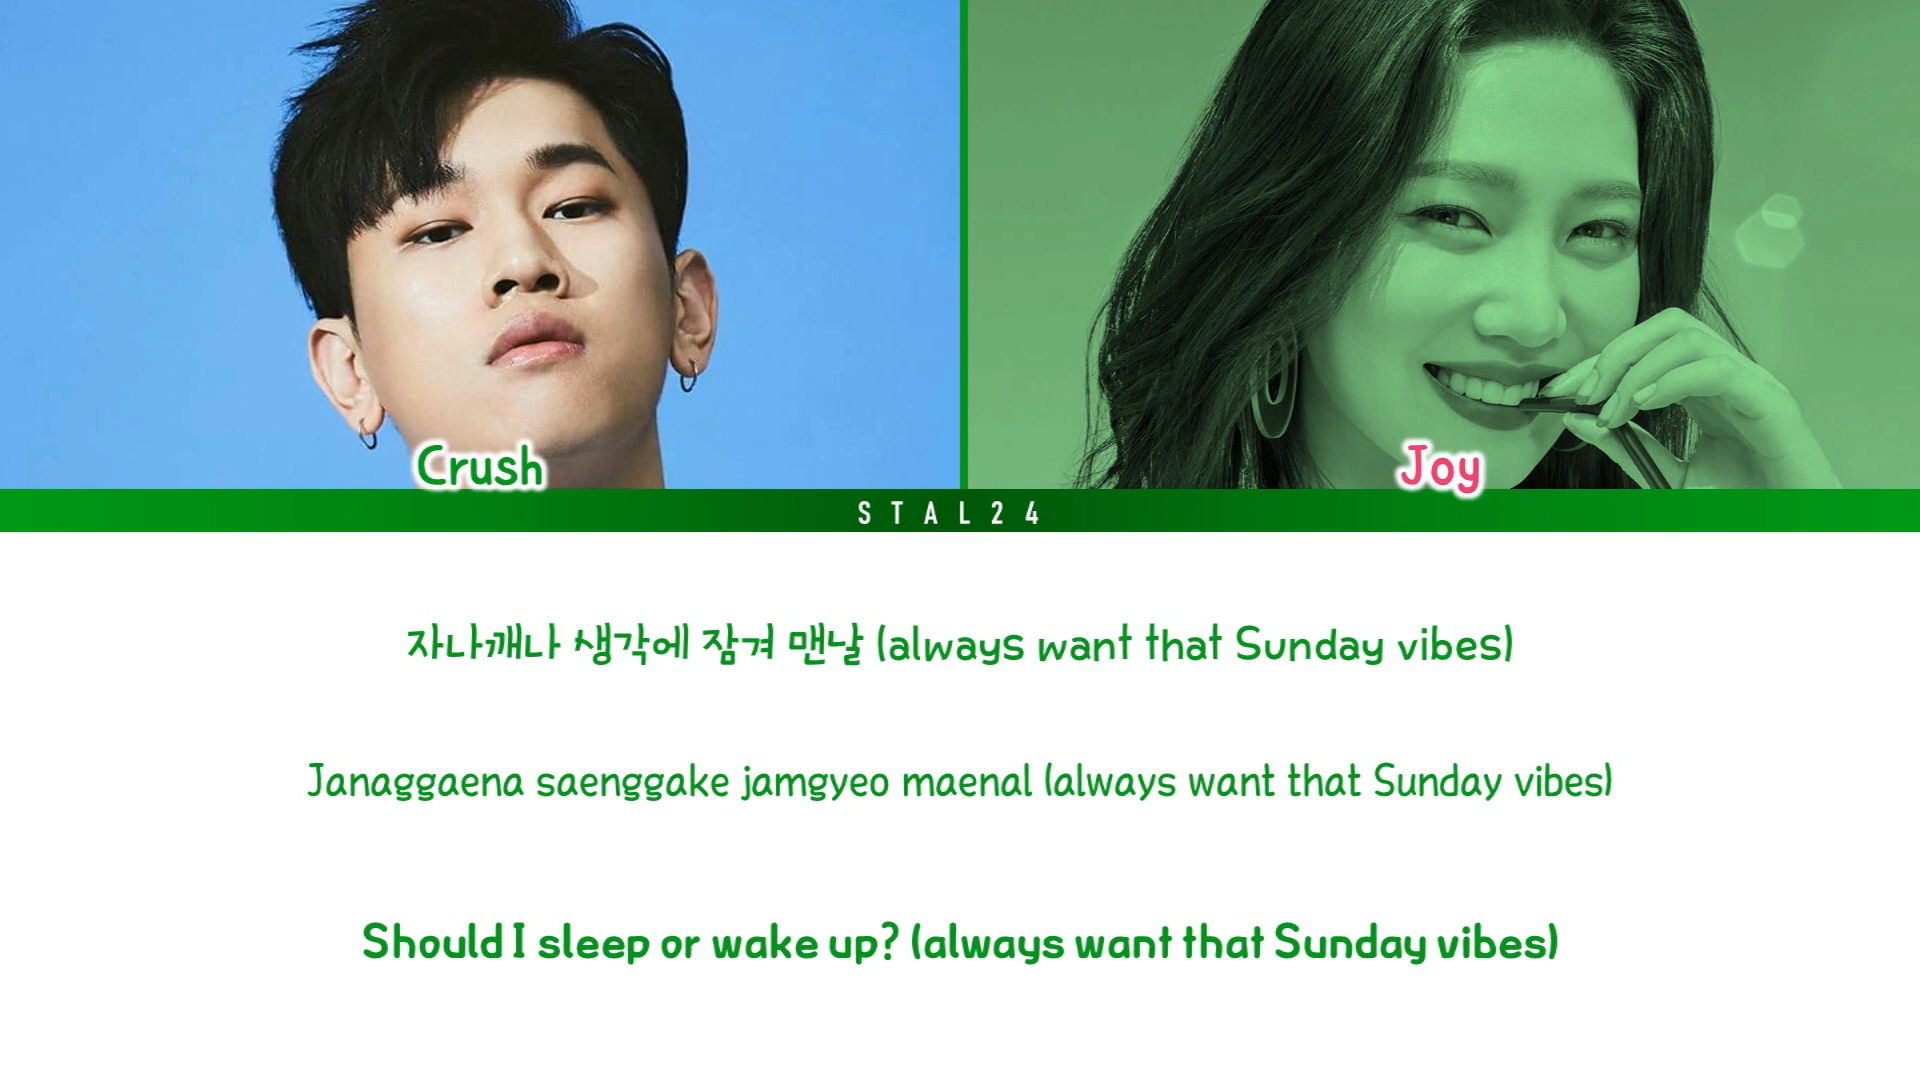 Crush
Joy
STAL24
자나깨나 생각에 잠겨 맨날 (always want that Sunday vibes)
Janaggaena saenggake jamgyeo maenal (always want that Sunday vibes)
Should I sleep or wake up? (always want that Sunday vibes)